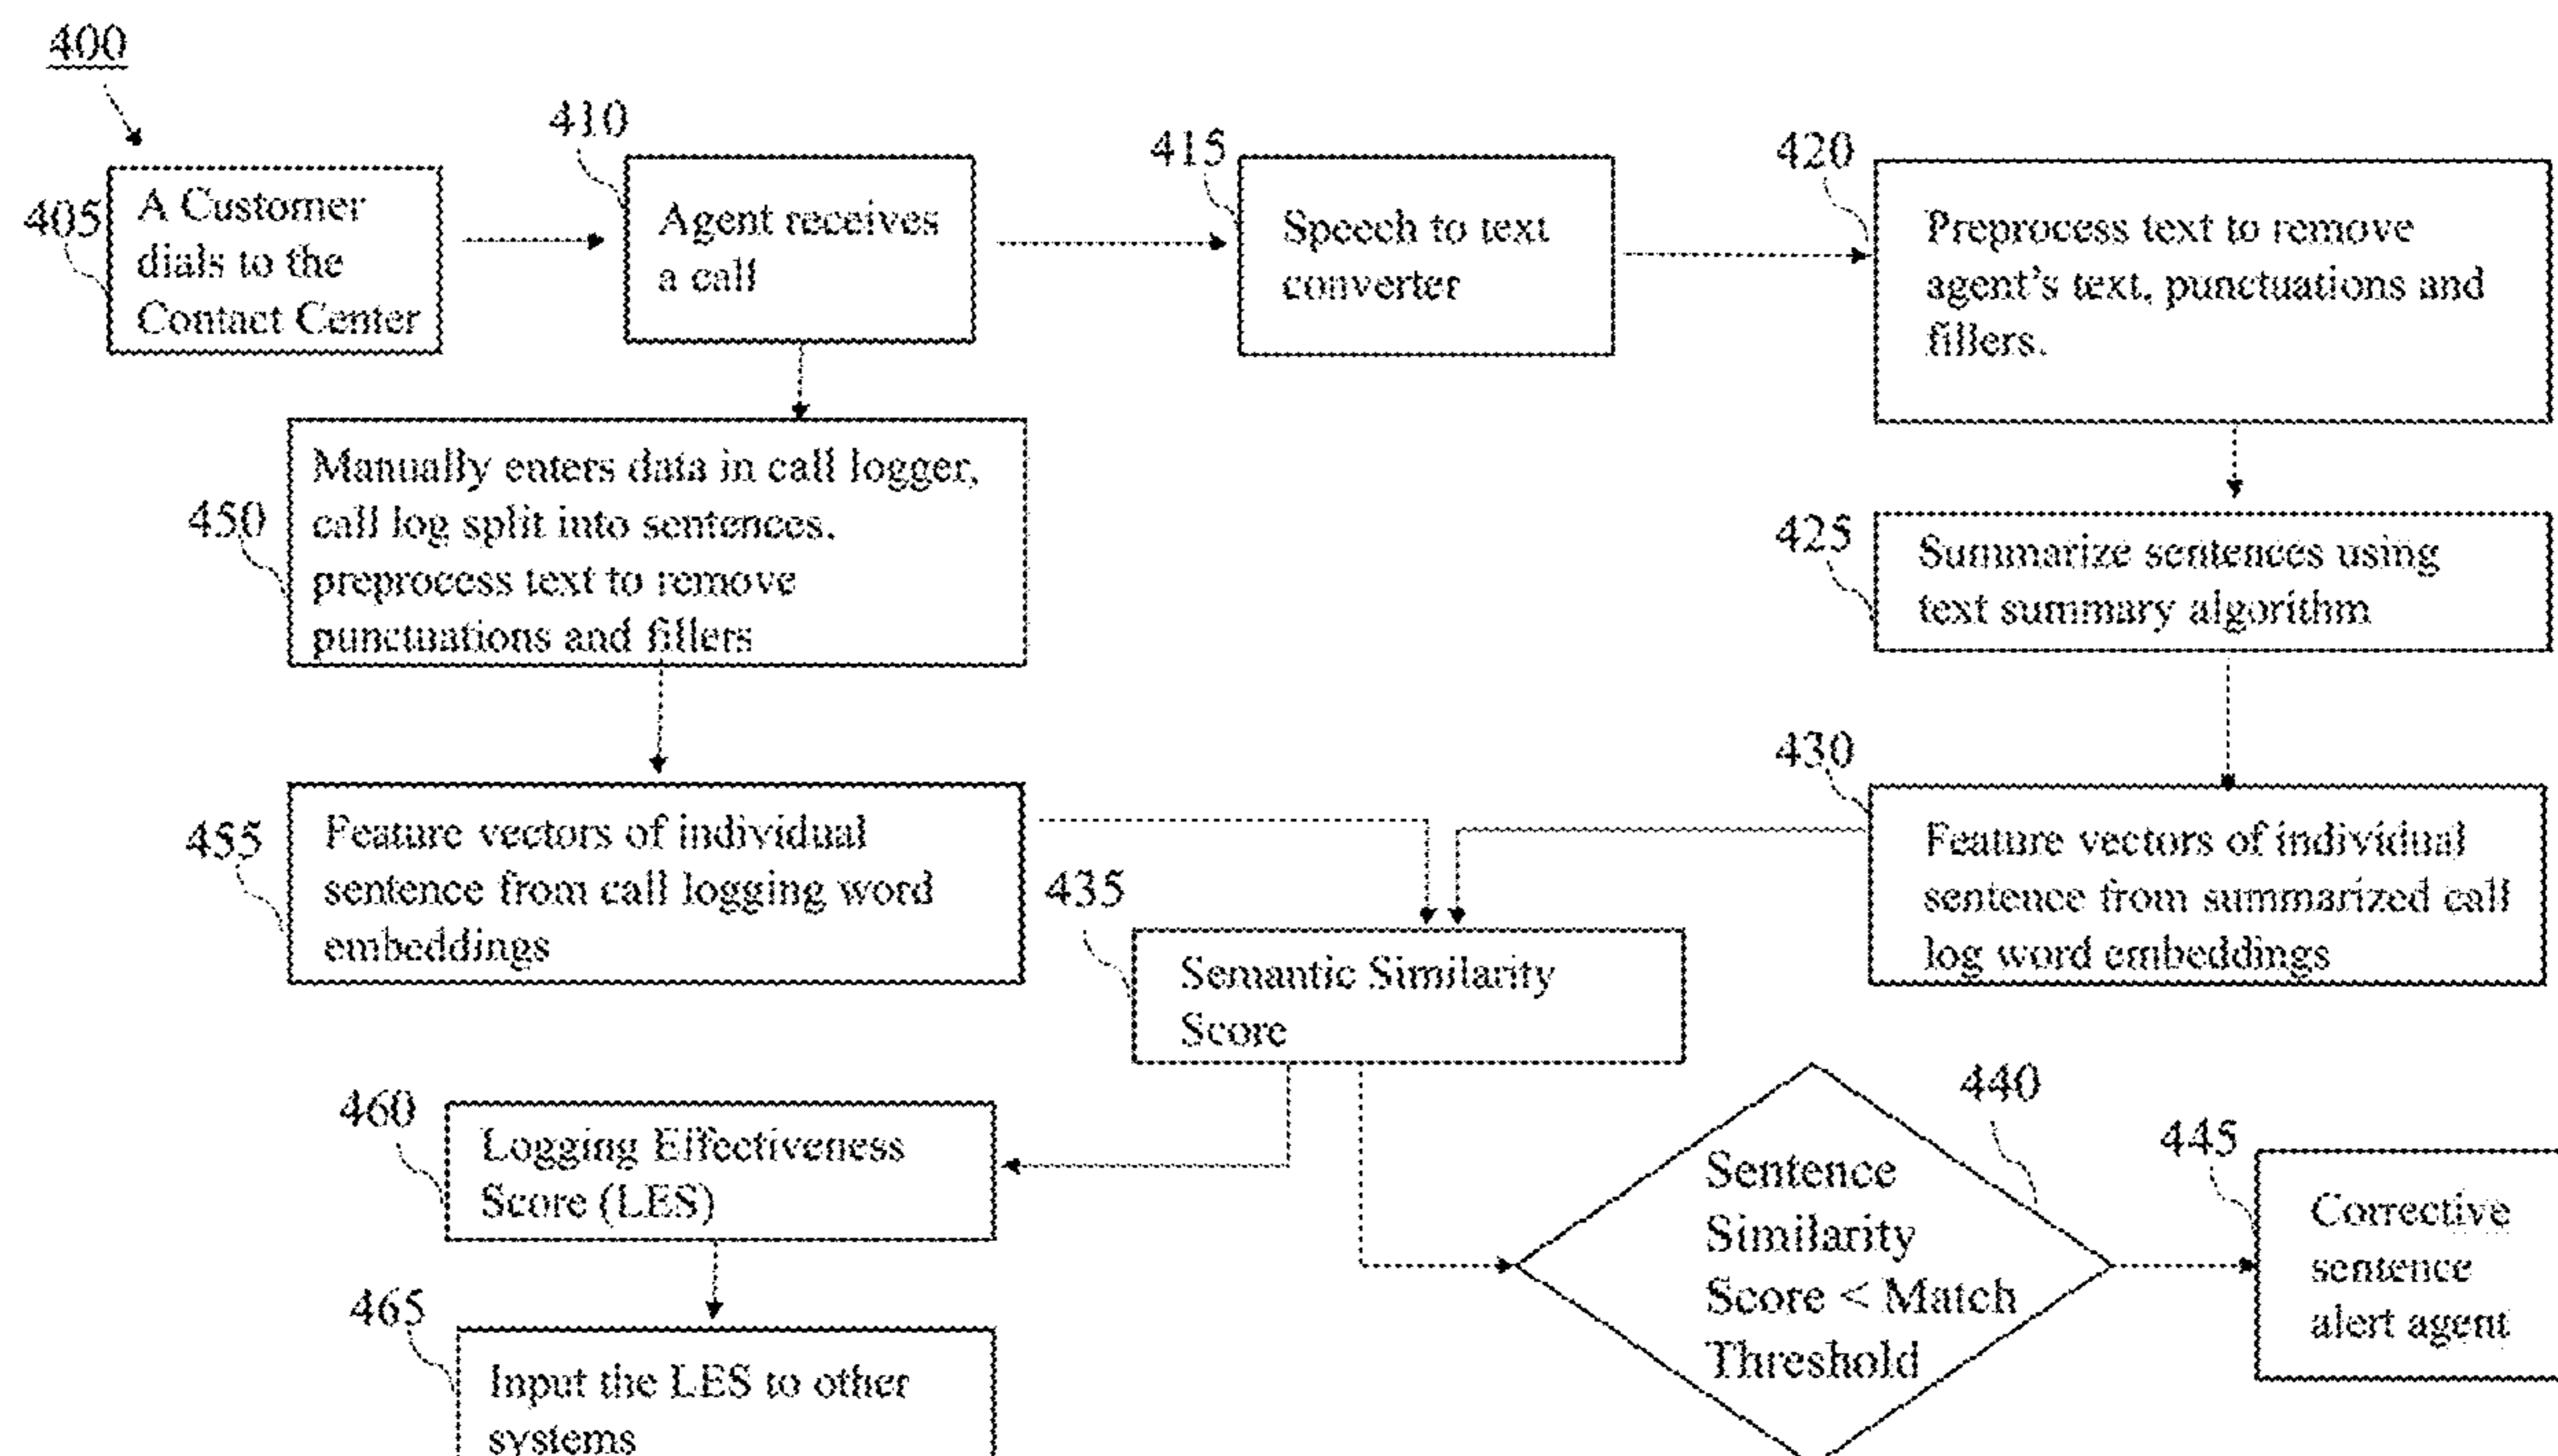 400
405
A Customer
dials to the
Contact Center
410
Agent receives
a call
415
Speech to text
converter
420
Preprocess text to remove
agent's text, punctuations and
fillers.
450
Manually enters data in call logger,
call log split into sentences.
preprocess text to remove
punctuations and fillers
425
Summarize sentences using
text summary algorithm
455
Feature vectors of individual
sentence from call logging word
embeddings
430
Feature vectors of individual
sentence from summarized call
log word embeddings
435
Semantic Similarity
Score
460
Logging Effectiveness
Score (LES)
440
Sentence
Similarity
Score < Match
Threshold
445
Corrective
sentence
alert agent
465
Input the LES to other
systems